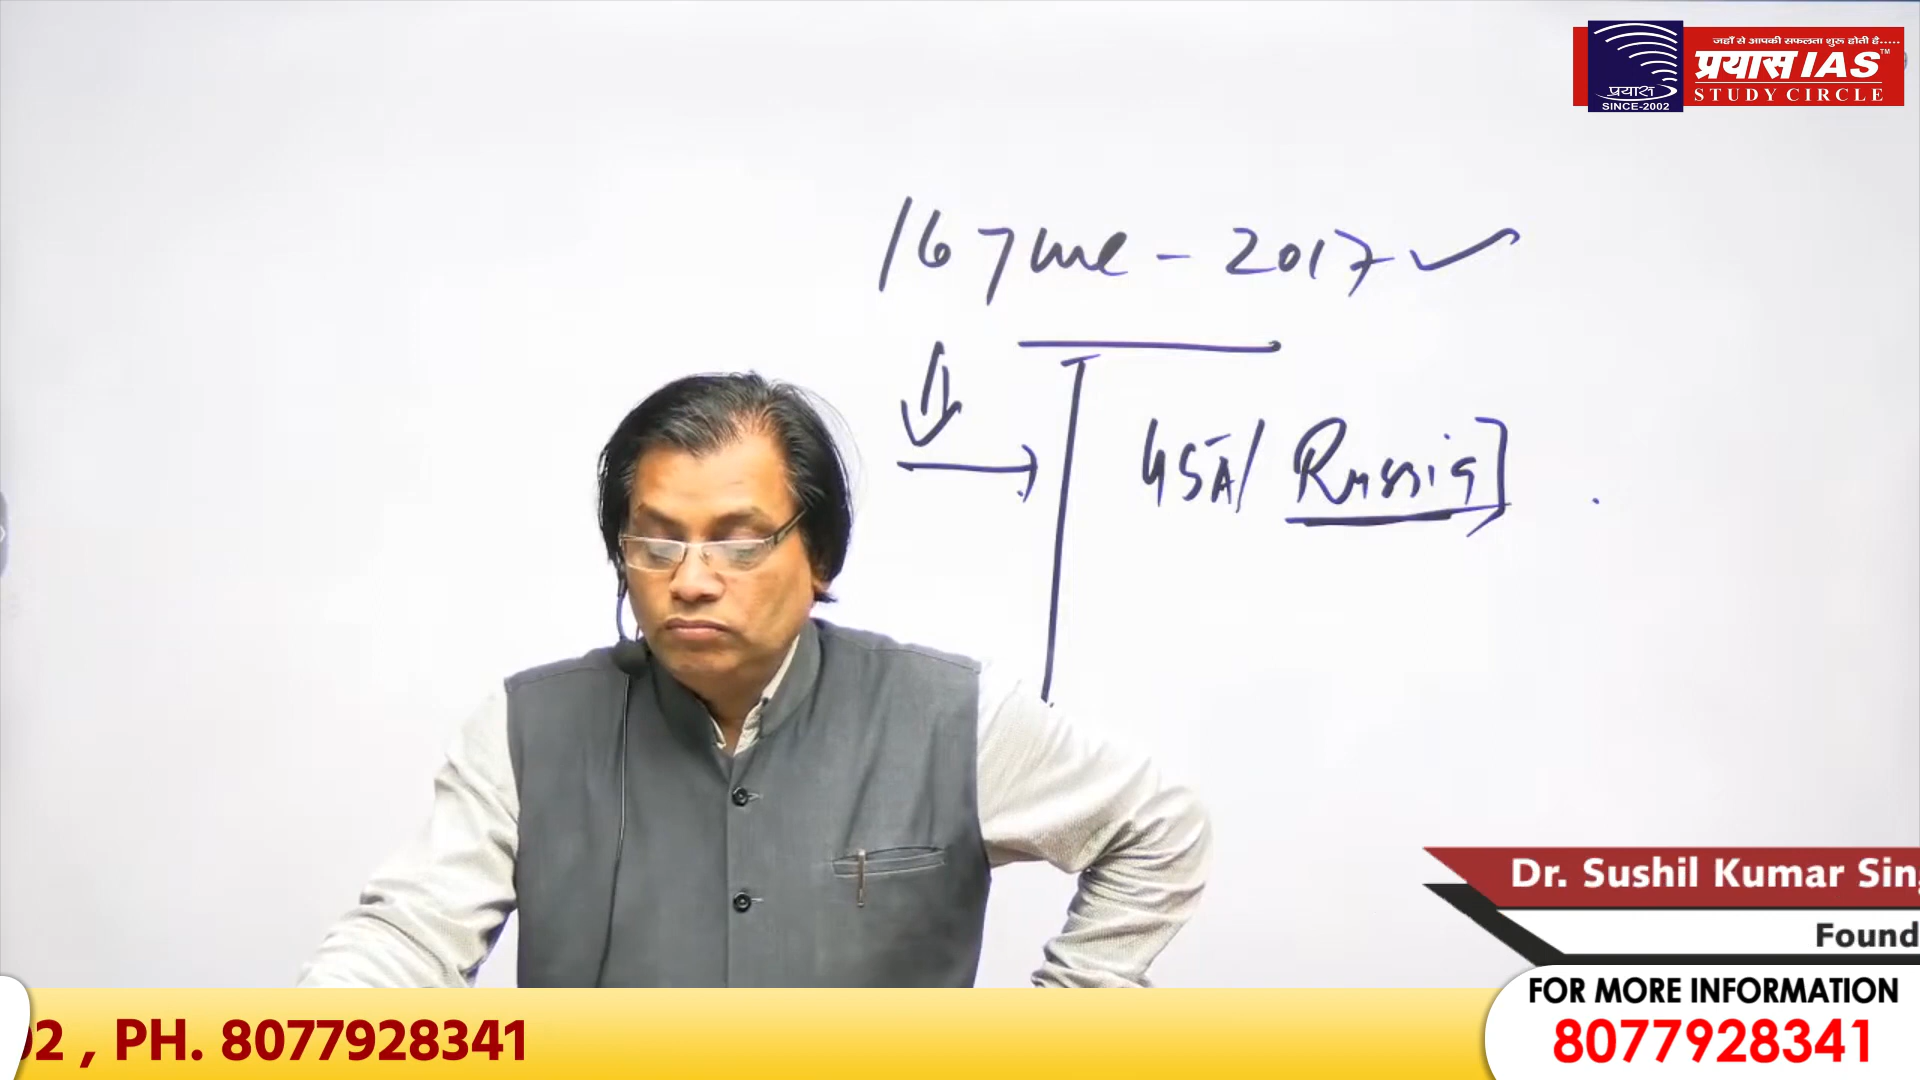 जहाँ से आपकी सफलता शुरू होती है.....
प्रयास IAS TM
STUDY CIRCLE
प्रयास
SINCE-2002
16 June - 2017
USA/ Russia]
Dr. Sushil Kumar Sin
Found
FOR MORE INFORMATION
8077928341
02 , PH. 8077928341